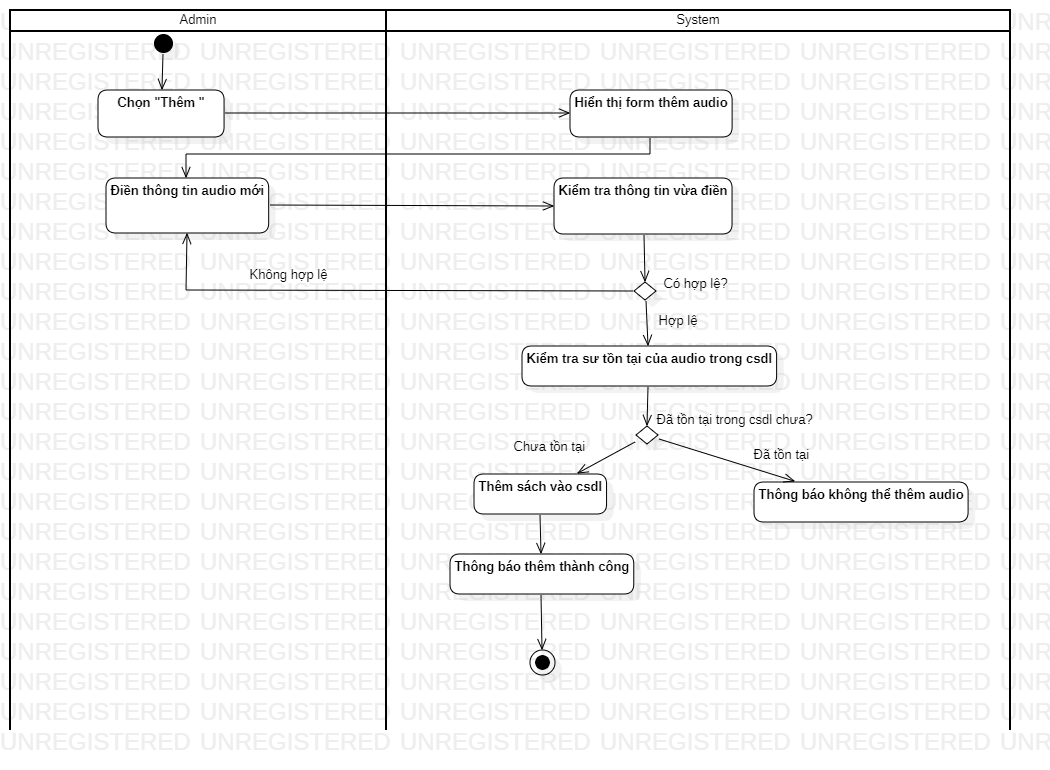 Admin
System
Chọn "Thêm "
Hiển thị form thêm audio
Điền thông tin audio mới
Kiểm tra thông tin vừa điền
Không hợp lệ
Có hợp lệ?
Hợp lệ
Kiểm tra sư tồn tại của audio trong csdl
Đã tồn tại trong csdl chưa?
Chưa tồn tại
Đã tồn tại
Thêm sách vào csdl
Thông báo không thể thêm audio
Thông báo thêm thành công
UNREGISTERED